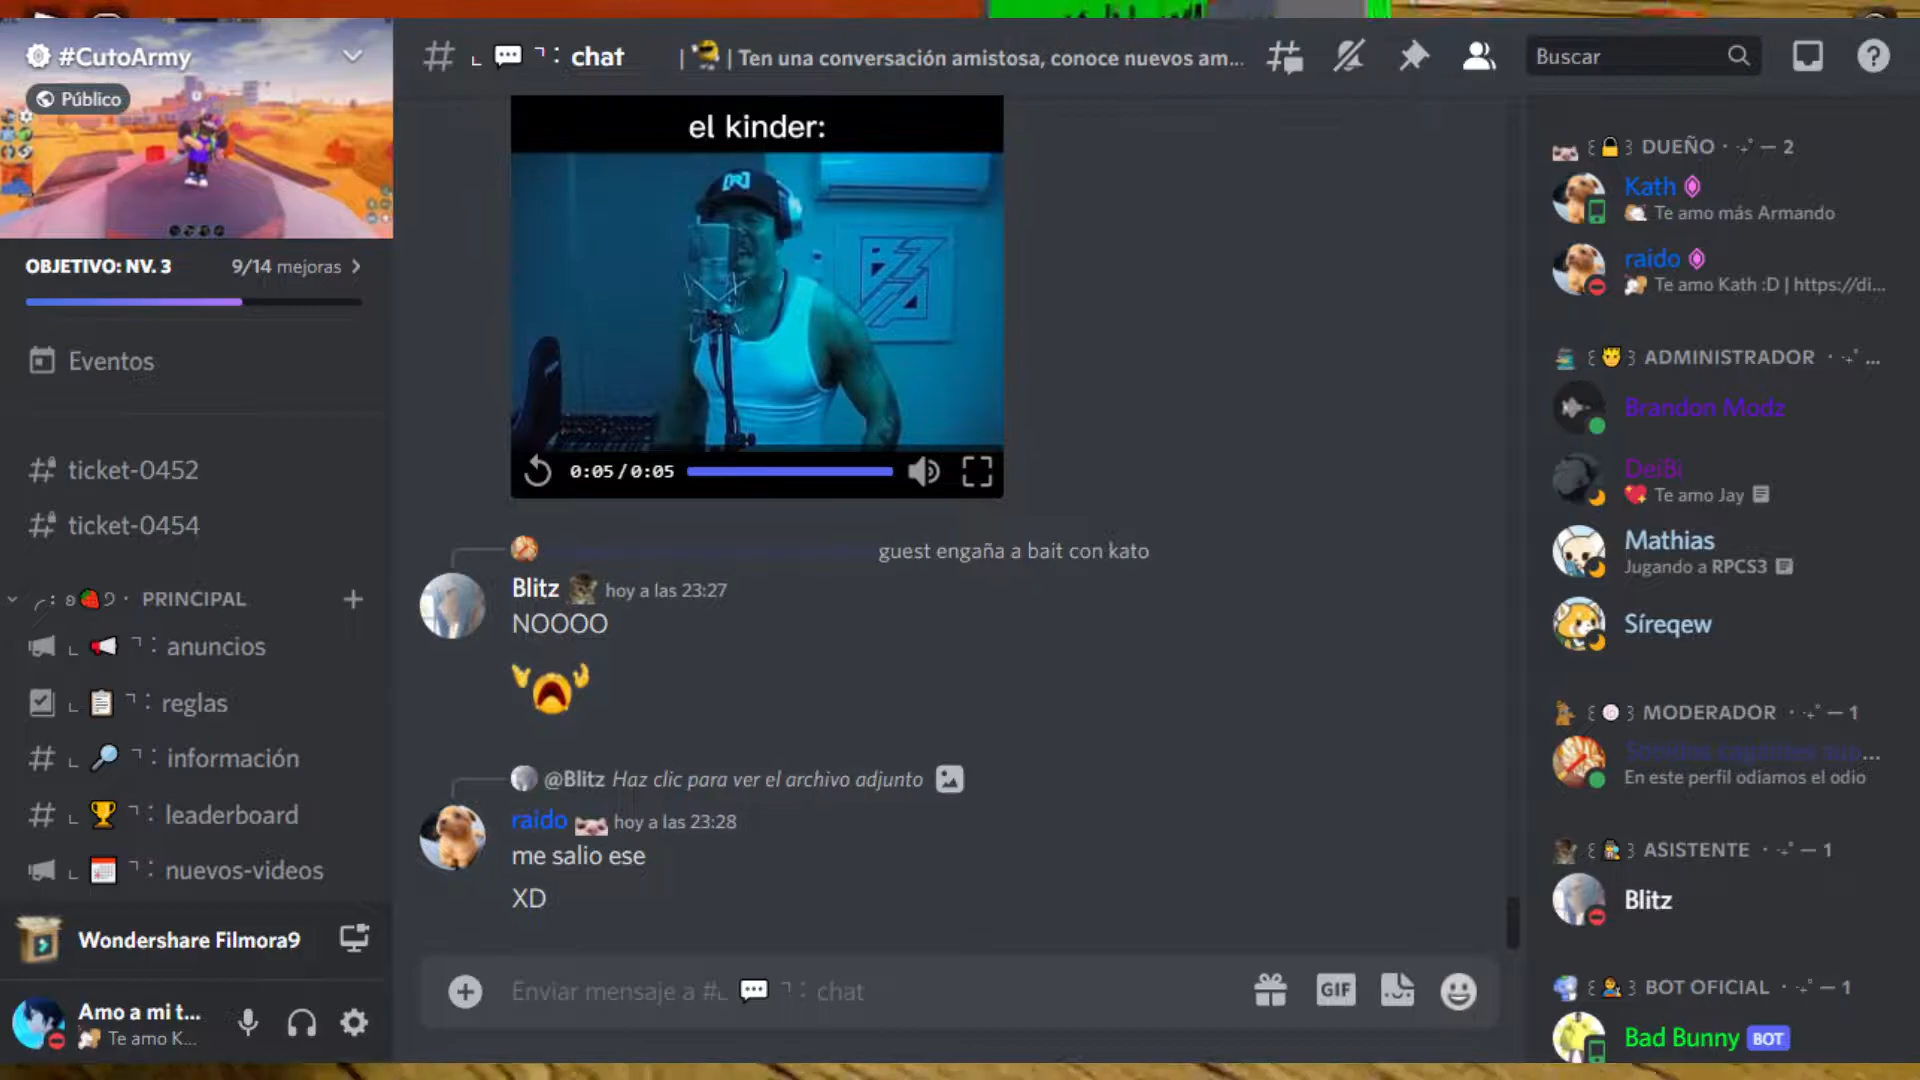 #CutoArmy
Público
OBJETIVO: NV. 3
9/14 mejoras
Eventos
ticket-0452
ticket-0454
PRINCIPAL
anuncios
reglas
información
leaderboard
nuevos-videos
Wondershare Filmora9
Amo a mi t...
Te amo K...
chat
| Ten una conversación amistosa, conoce nuevos am...
Buscar
el kinder:
0:05/0:05
guest engaña a bait con kato
Blitz hoy a las 23:27
NOOOO
@Blitz Haz clic para ver el archivo adjunto
raido hoy a las 23:28
me salio ese
XD
Enviar mensaje a # chat
GIF
DUEÑO — 2
Kath
Te amo más Armando
raido
Te amo Kath :D | https://di...
ADMINISTRADOR ...
Brandon Modz
DeiBi
Te amo Jay
Mathias
Jugando a RPCS3
Síreqew
MODERADOR — 1
En este perfil odiamos el odio
ASISTENTE — 1
Blitz
BOT OFICIAL — 1
Bad Bunny BOT